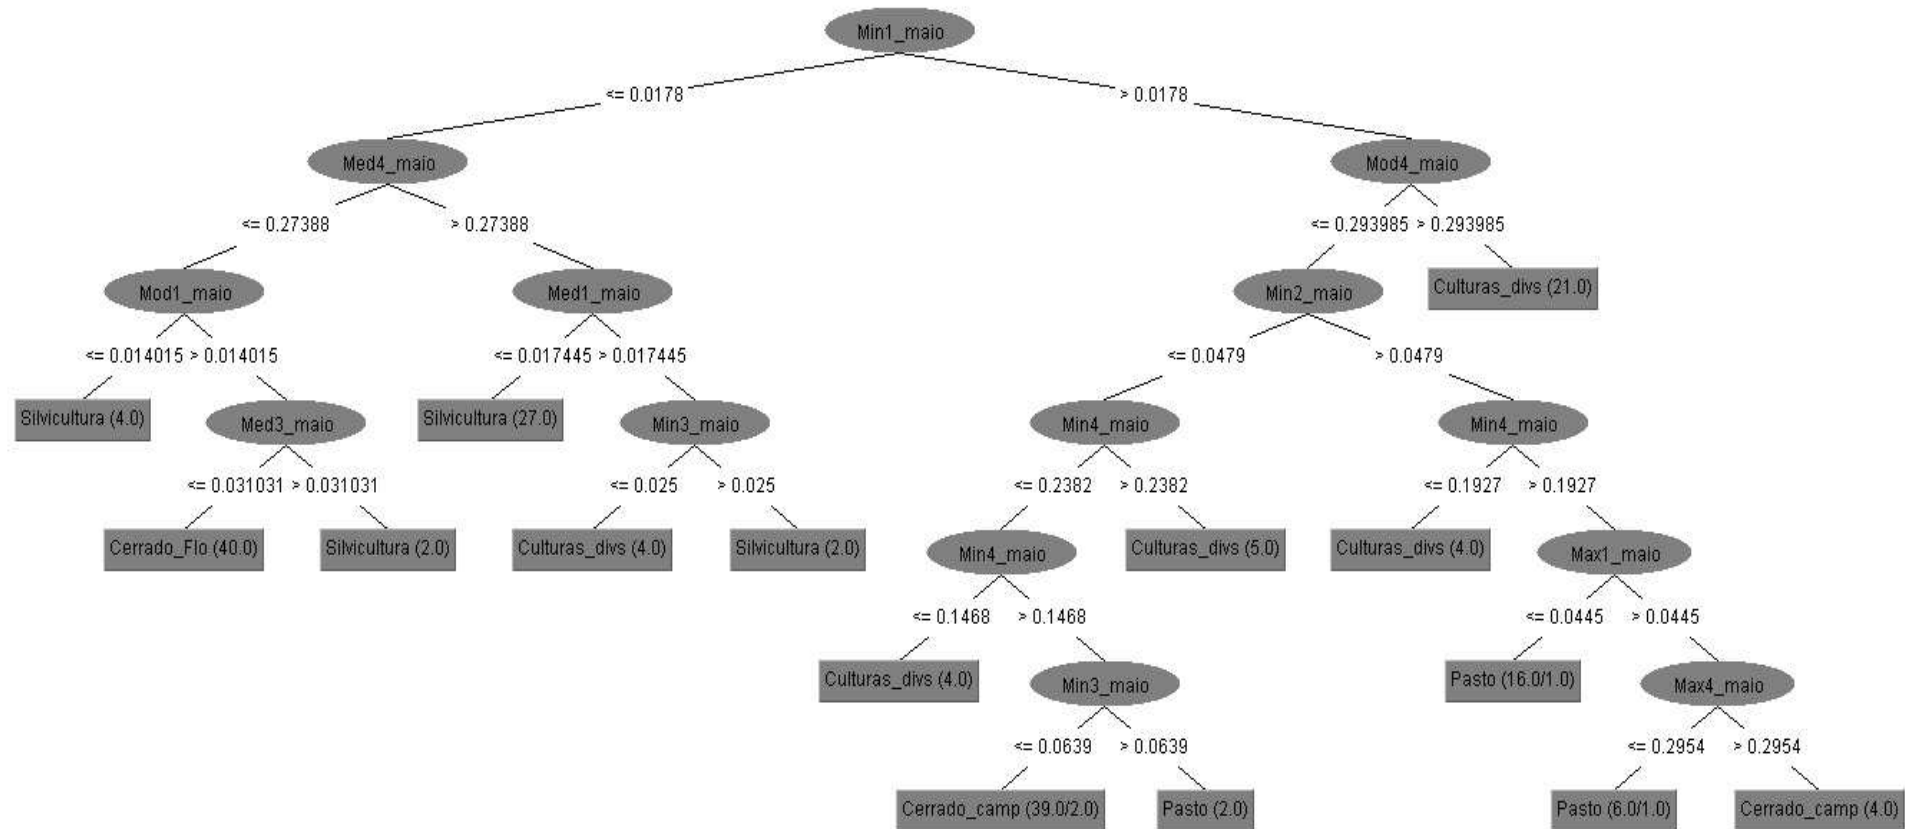 Min1_maio
<= 0.0178
> 0.0178
Med4_maio
Mod4_maio
<= 0.27388
> 0.27388
<= 0.293985
> 0.293985
Mod1_maio
Med1_maio
Min2_maio
Culturas_divs (21.0)
<= 0.014015
> 0.014015
<= 0.017445
> 0.017445
<= 0.0479
> 0.0479
Silvicultura (4.0)
Med3_maio
Silvicultura (27.0)
Min3_maio
Min4_maio
Min4_maio
<= 0.031031
> 0.031031
<= 0.025
> 0.025
<= 0.2382
> 0.2382
<= 0.1927
> 0.1927
Cerrado_Flo (40.0)
Silvicultura (2.0)
Culturas_divs (4.0)
Silvicultura (2.0)
Min4_maio
Culturas_divs (5.0)
Culturas_divs (4.0)
Max1_maio
<= 0.1468
> 0.1468
<= 0.0445
> 0.0445
Culturas_divs (4.0)
Min3_maio
Pasto (16.0/1.0)
Max4_maio
<= 0.0639
> 0.0639
<= 0.2954
> 0.2954
Cerrado_camp (39.0/2.0)
Pasto (2.0)
Pasto (6.0/1.0)
Cerrado_camp (4.0)